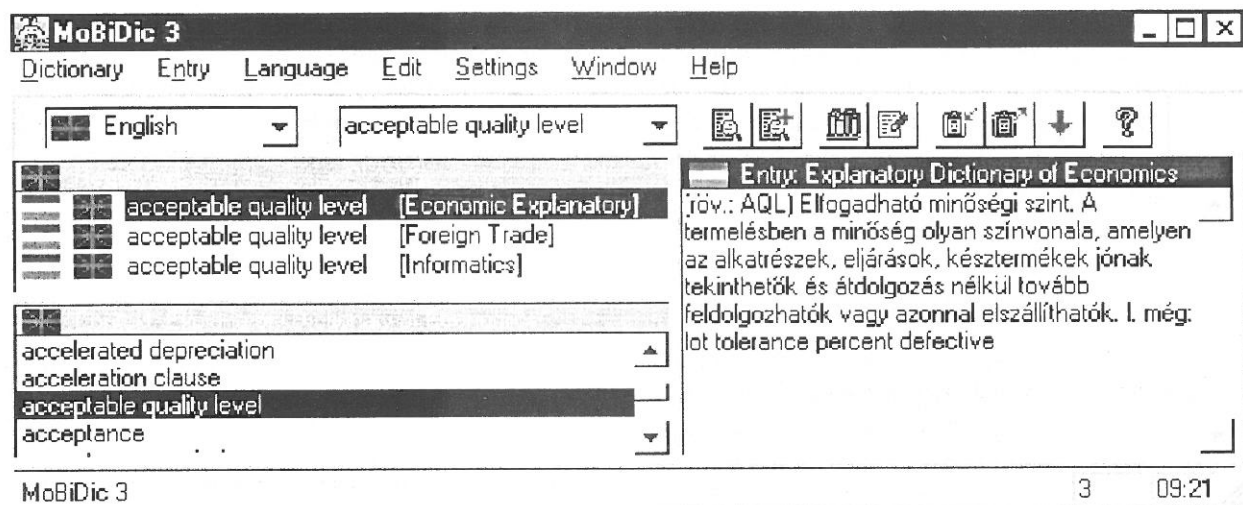 MoBiDic 3
Dictionary Entry Language Edit Settings Window Help
English acceptable quality level
acceptable quality level [Economic Explanatory]
acceptable quality level [Foreign Trade]
acceptable quality level [Informatics]
accelerated depreciation
acceleration clause
acceptable quality level
acceptance
Entry: Explanatory Dictionary of Economics
(röv.: AQL) Elfogadható minőségi szint. A
termelésben a minőség olyan színvonala, amelyen
az alkatrészek, eljárások, késztermékek jónak
tekinthetők és átdolgozás nélkül tovább
feldolgozhatók vagy azonnal elszállíthatók. l. még:
lot tolerance percent defective
MoBiDic 3 3 09:21